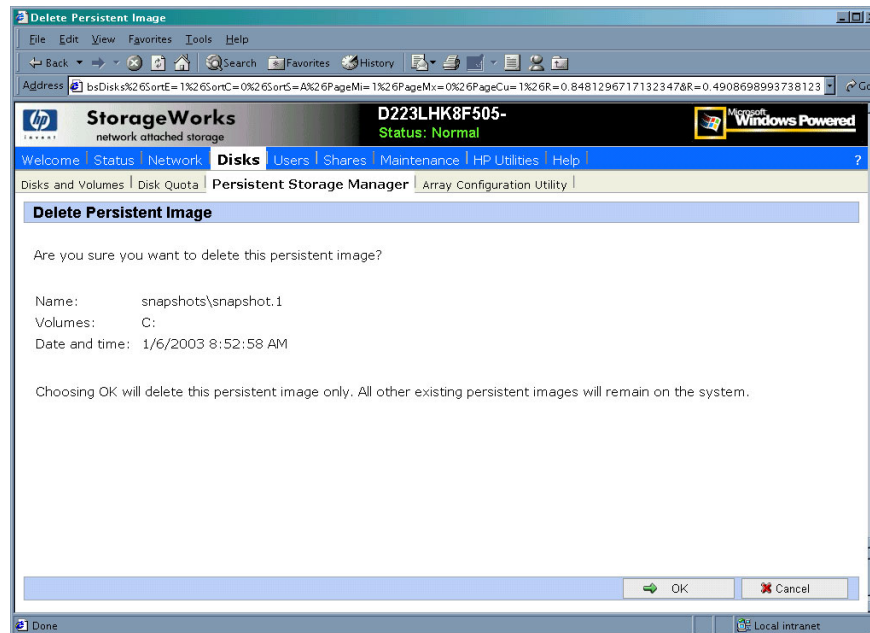 Delete Persistent Image
File Edit View Favorites Tools Help
Back Search Favorites History
Address bsDisks%26SortE=1%26SortC=0%26SortS=A%26PageMi=1%26PageMx=0%26PageCu=1%26R=0.8481296717132347&R=0.4908698993738123 Go
hp StorageWorks D223LHK8F505- Microsoft Windows Powered
invent network attached storage Status: Normal
Welcome Status Network Disks Users Shares Maintenance HP Utilities Help ?
Disks and Volumes Disk Quota Persistent Storage Manager Array Configuration Utility
Delete Persistent Image
Are you sure you want to delete this persistent image?
Name: snapshots\snapshot.1
Volumes: C:
Date and time: 1/6/2003 8:52:58 AM
Choosing OK will delete this persistent image only. All other existing persistent images will remain on the system.
OK Cancel
Done Local intranet